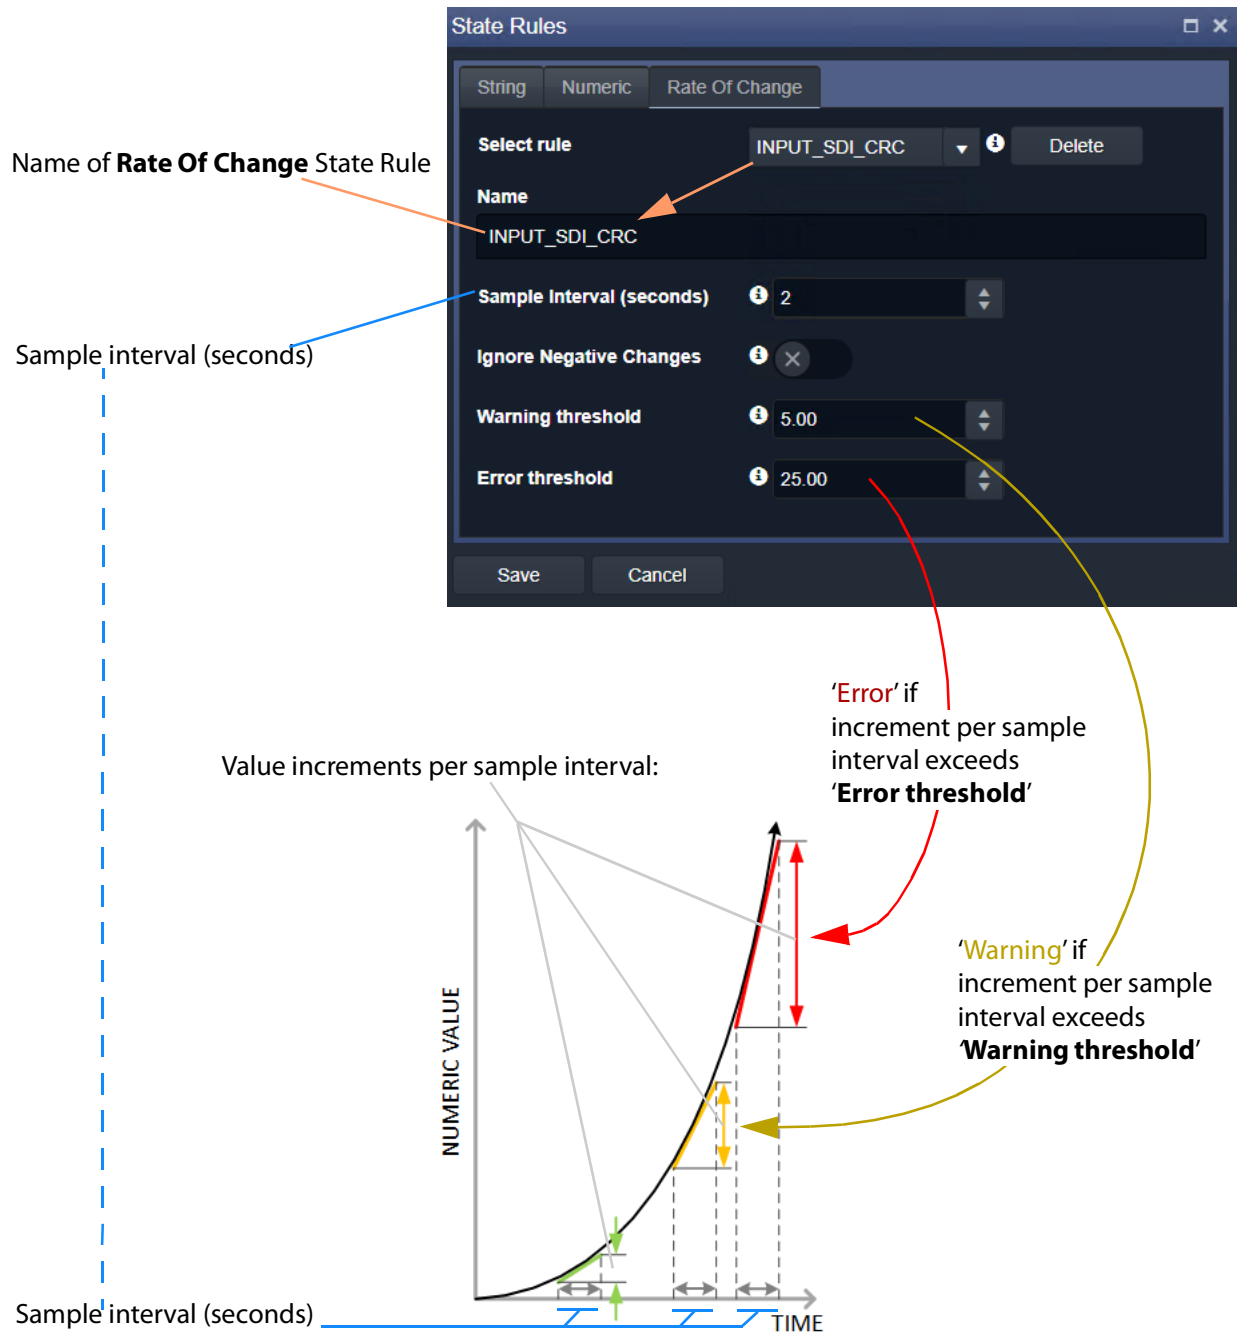 State Rules
String Numeric Rate Of Change
Select rule INPUT_SDI_CRC Delete
Name of Rate Of Change State Rule
Name
INPUT_SDI_CRC
Sample Interval (seconds) 2
Sample interval (seconds)
Ignore Negative Changes
Warning threshold 5.00
Error threshold 25.00
Save Cancel
‘Error’ if
increment per sample
interval exceeds
‘Error threshold’
Value increments per sample interval:
‘Warning’ if
increment per sample
interval exceeds
‘Warning threshold’
NUMERIC VALUE
Sample interval (seconds)
TIME